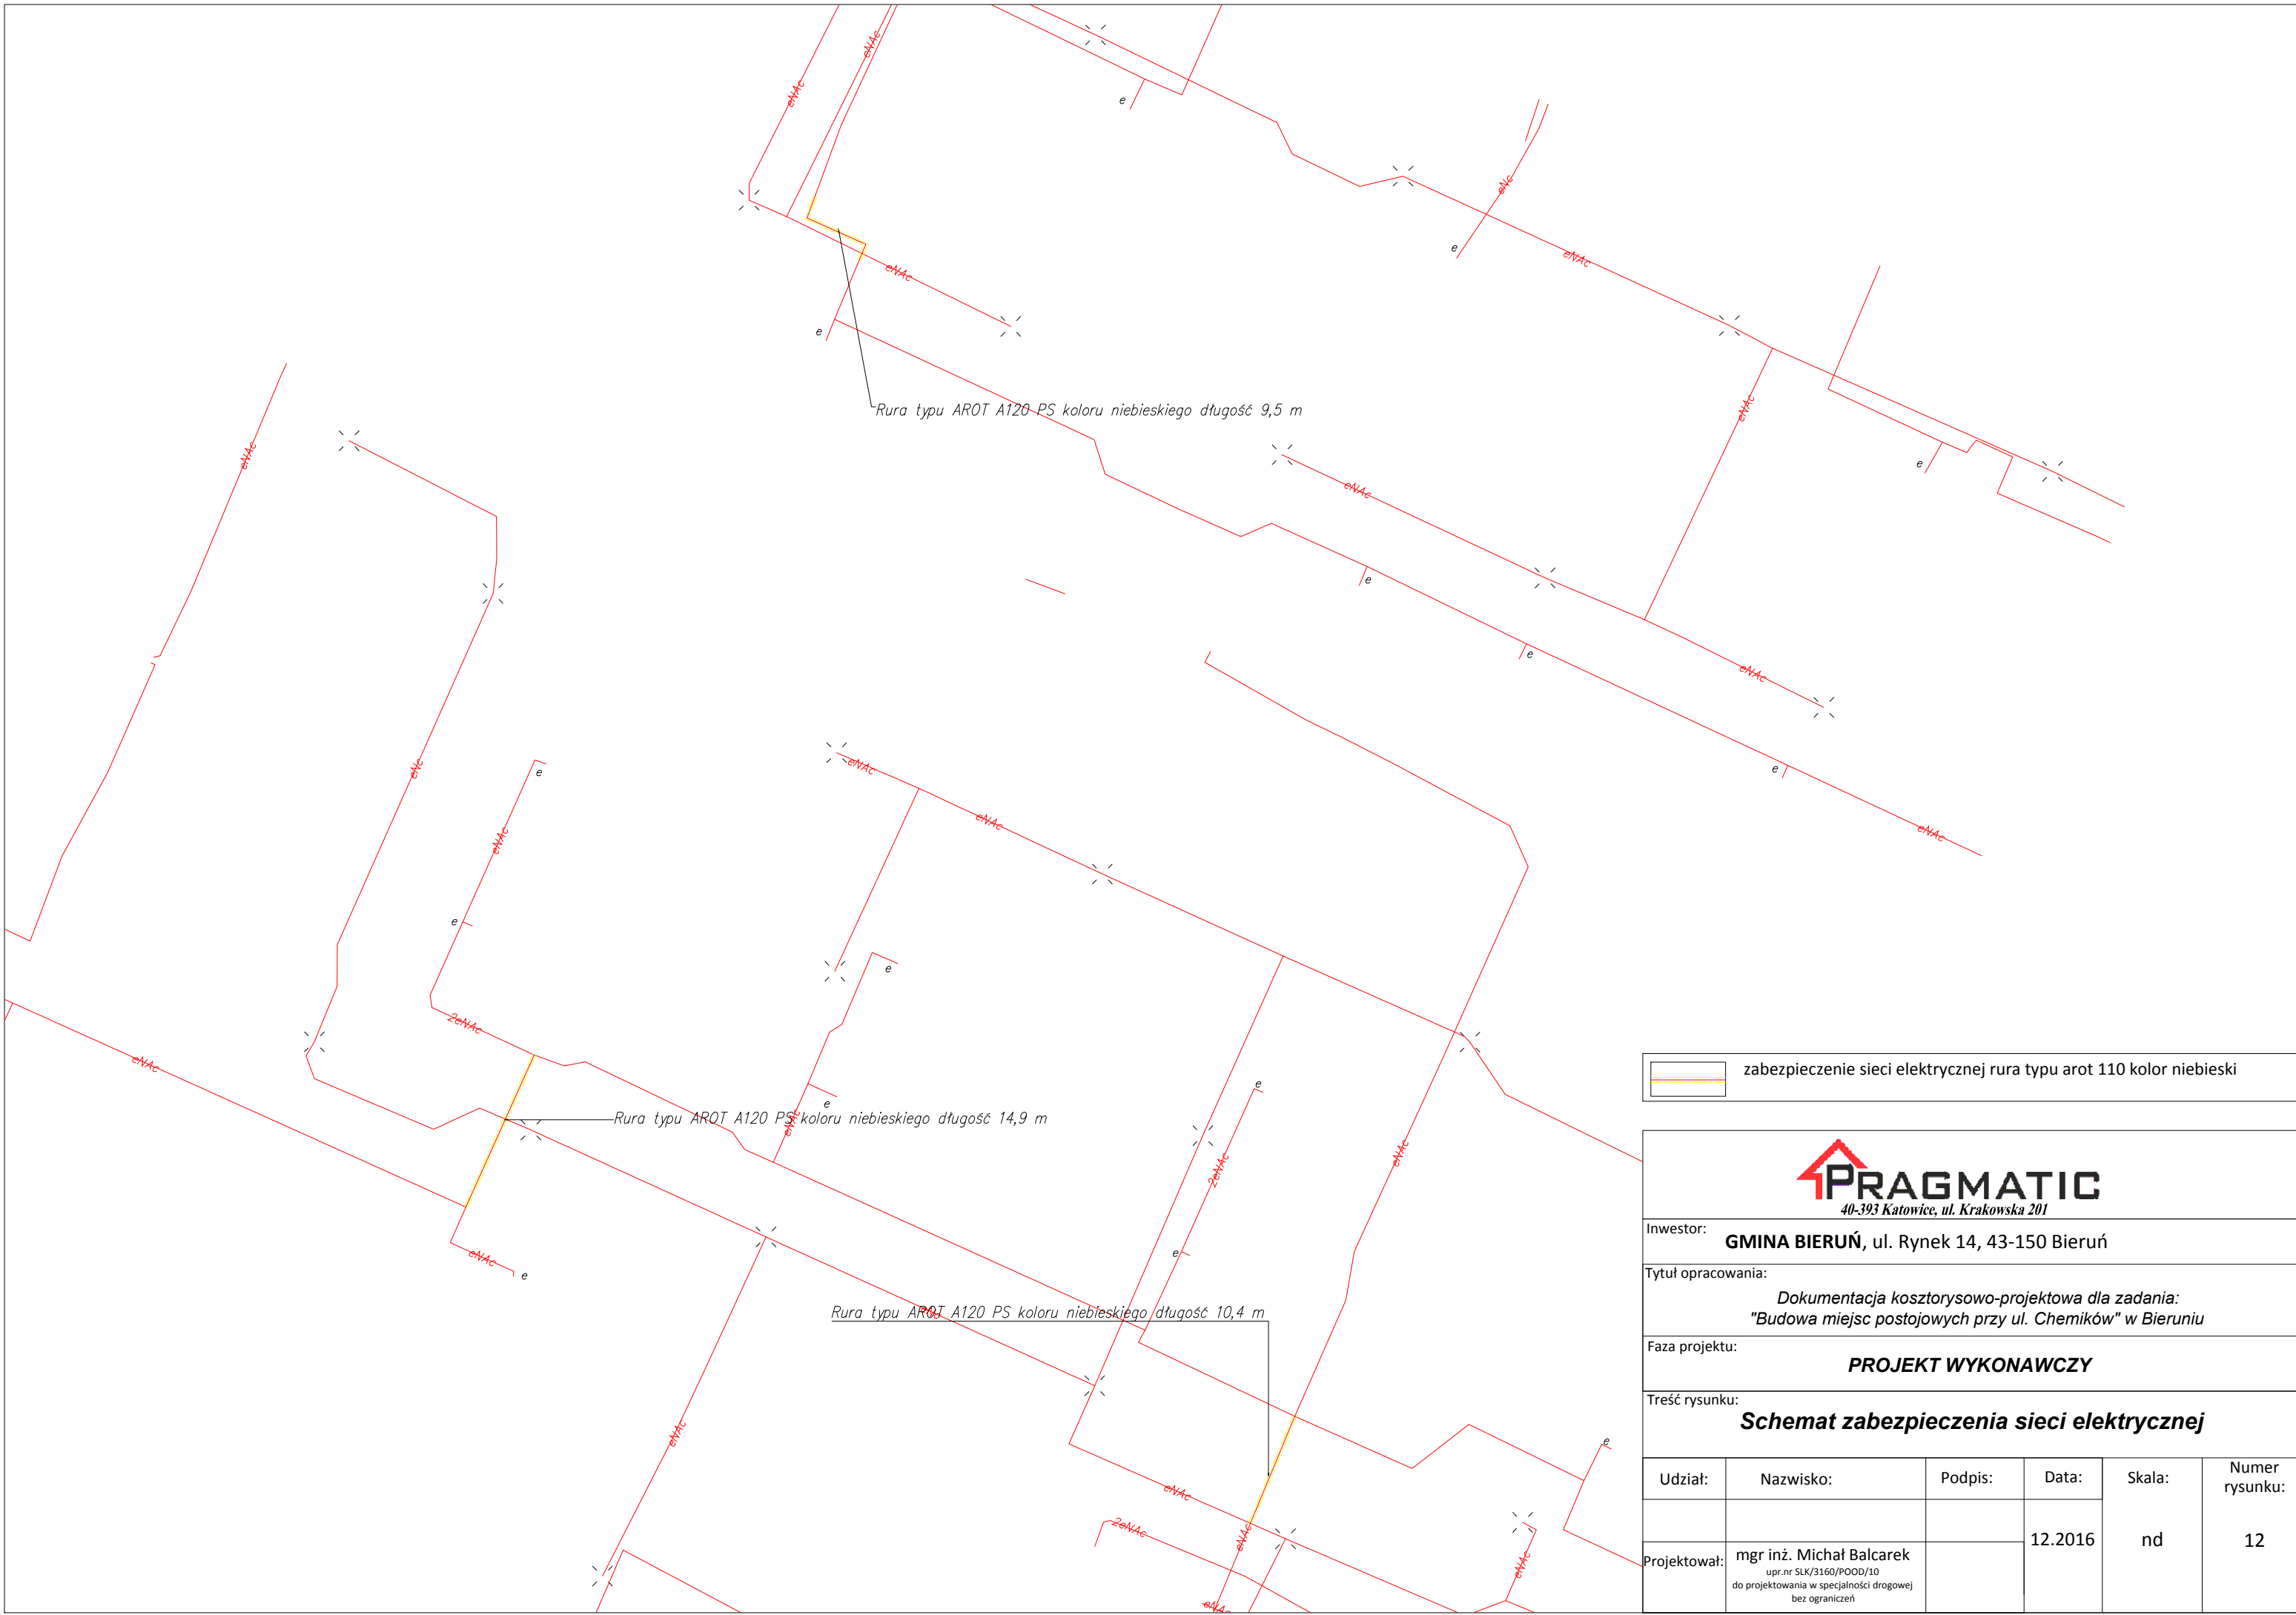 eNAc
eNAc
e
eNc
e
eNAc
eNAc
e
Rura typu AROT A120 PS koloru niebieskiego długość 9,5 m
eNAc
eNAc
e
eNAc
e
e
eNAc
eNc
e
eNAc
e
eNAc
eNAc
eNAc
e
e
e
2eNAc
eNAc
e
eNAc
Rura typu AROT A120 PS koloru niebieskiego długość 14,9 m
e
2eNAc
eNAc
e
eNAc
e
Rura typu AROT A120 PS koloru niebieskiego długość 10,4 m
eNAc
e
eNAc
2eNAc
eNAc
eNAc
eNAc
zabezpieczenie sieci elektrycznej rura typu arot 110 kolor niebieski
PRAGMATIC
40-393 Katowice, ul. Krakowska 201
Inwestor:
GMINA BIERUŃ, ul. Rynek 14, 43-150 Bieruń
Tytuł opracowania:
Dokumentacja kosztorysowo-projektowa dla zadania:
"Budowa miejsc postojowych przy ul. Chemików" w Bieruniu
Faza projektu:
PROJEKT WYKONAWCZY
Treść rysunku:
Schemat zabezpieczenia sieci elektrycznej
Udział: Nazwisko: Podpis: Data: Skala: Numer rysunku:
12.2016 nd 12
Projektował: mgr inż. Michał Balcarek
upr.nr SLK/3160/POOD/10
do projektowania w specjalności drogowej
bez ograniczeń